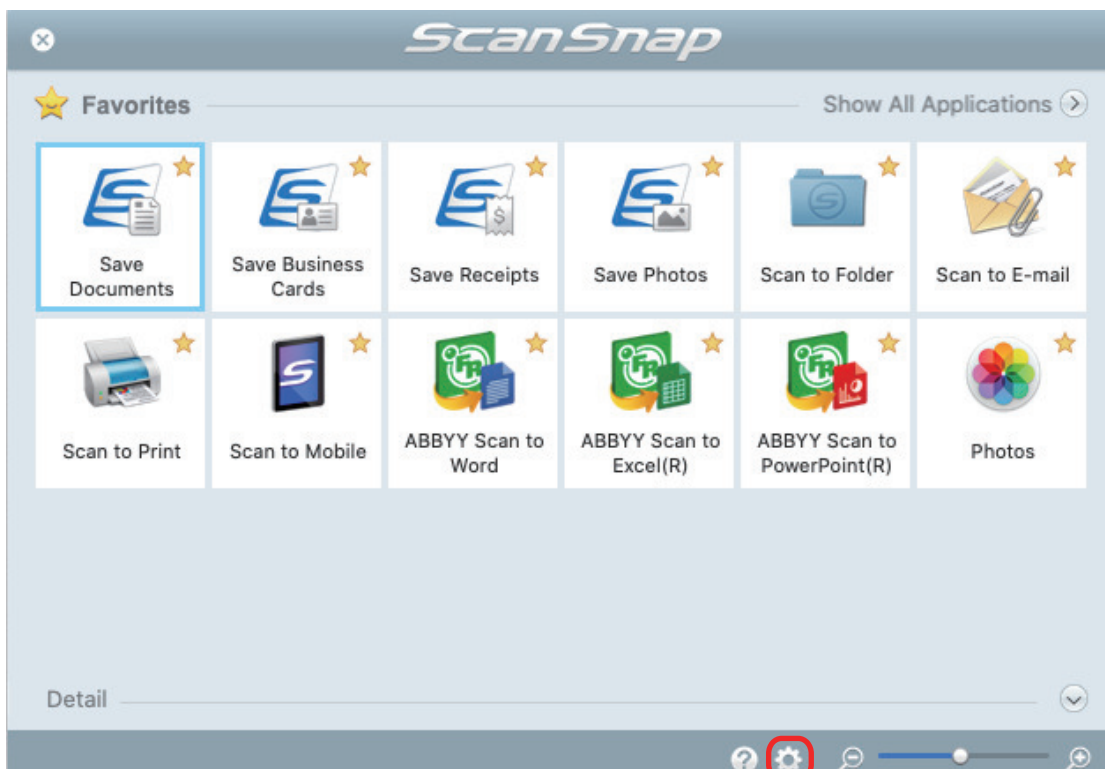 ScanSnap
Favorites
Show All Applications
Save
Documents
Save Business
Cards
Save Receipts
Save Photos
Scan to Folder
Scan to E-mail
Scan to Print
Scan to Mobile
ABBYY Scan to
Word
ABBYY Scan to
Excel(R)
ABBYY Scan to
PowerPoint(R)
Photos
Detail